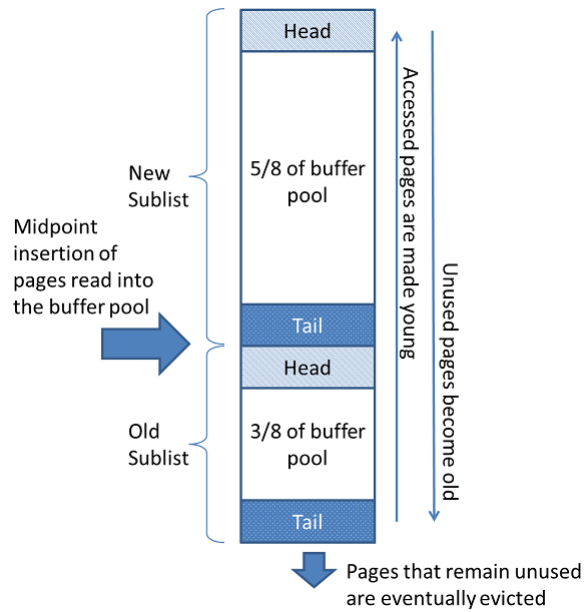 Head
5/8 of buffer
pool
New
Sublist
Midpoint
insertion of
pages read into
the buffer pool
Tail
Head
Old
Sublist
3/8 of buffer
pool
Tail
Accessed pages are made young
Unused pages become old
Pages that remain unused
are eventually evicted